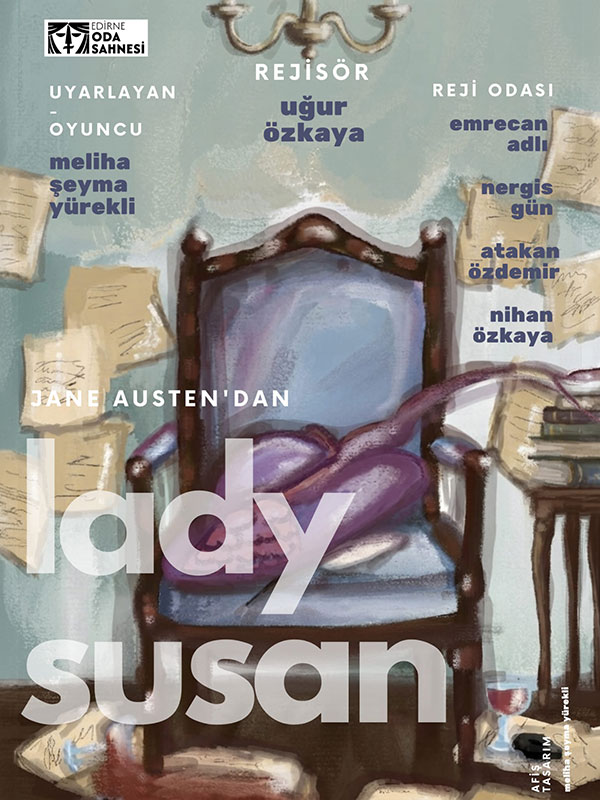 EDİRNE
ODA
SAHNESİ
UYARLAYAN
-
OYUNCU
meliha
şeyma
yürekli
REJİSÖR
uğur
özkaya
REJİ ODASI
emrecan
adlı
nergis
gün
atakan
özdemir
nihan
özkaya
JANE AUSTEN'DAN
lady
susan
AFİŞ
TASARIM
meliha şeyma yürekli